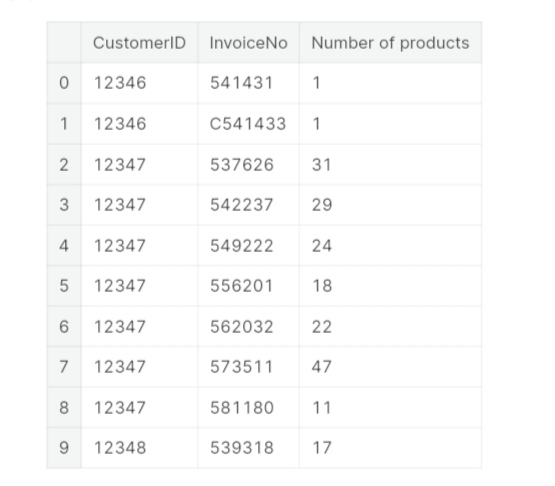 CustomerID InvoiceNo Number of products
0 12346 541431 1
1 12346 C541433 1
2 12347 537626 31
3 12347 542237 29
4 12347 549222 24
5 12347 556201 18
6 12347 562032 22
7 12347 573511 47
8 12347 581180 11
9 12348 539318 17